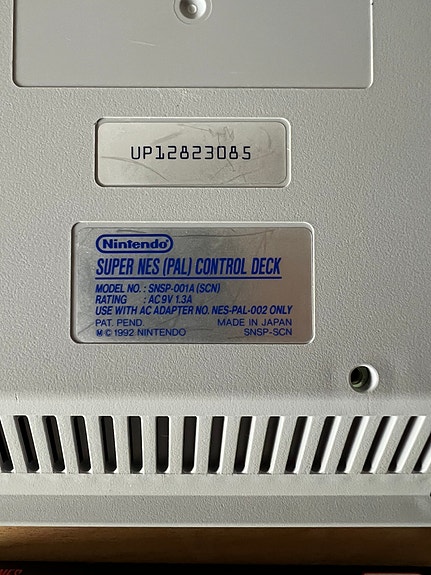 UP12823085
Nintendo
SUPER NES (PAL) CONTROL DECK
MODEL NO. : SNSP-001A (SCN)
RATING : AC 9V 1.3A
USE WITH AC ADAPTER NO. NES-PAL-002 ONLY
PAT. PEND. MADE IN JAPAN
Ⓜ © 1992 NINTENDO SNSP-SCN